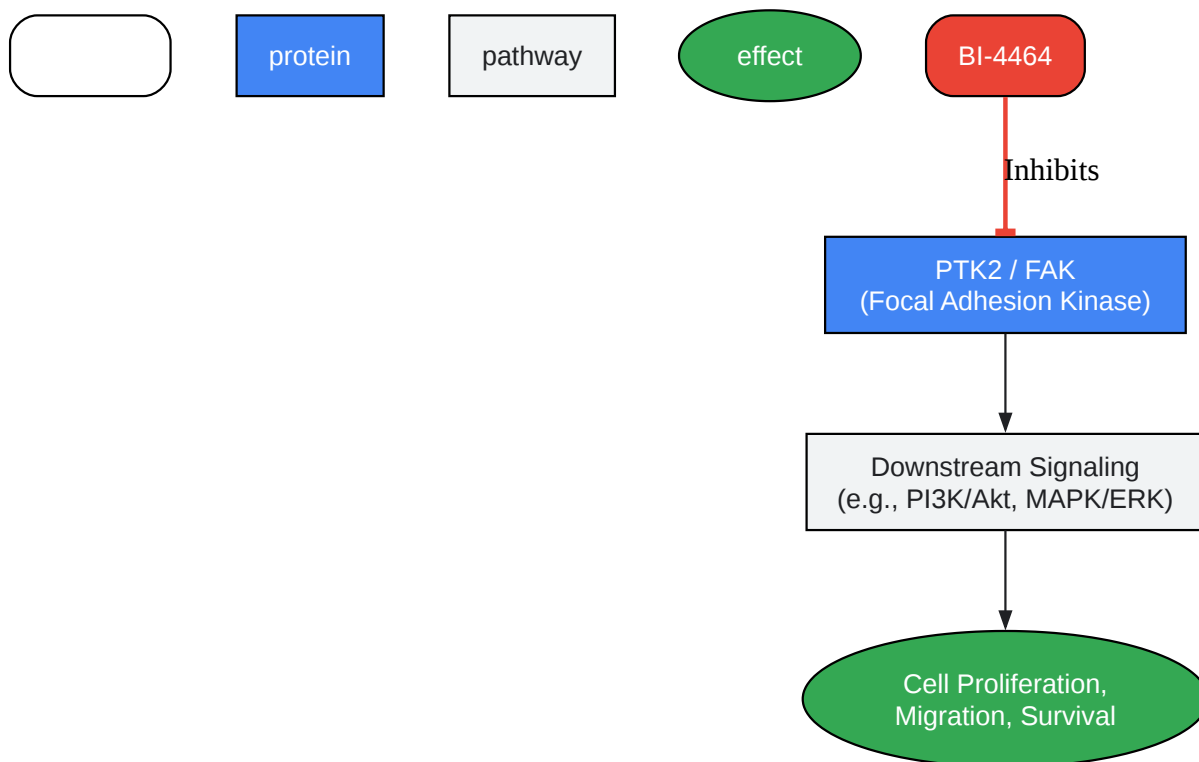 protein
pathway
effect
BI-4464
Inhibits
PTK2 / FAK
(Focal Adhesion Kinase)
Downstream Signaling
(e.g., PI3K/Akt, MAPK/ERK)
Cell Proliferation,
Migration, Survival